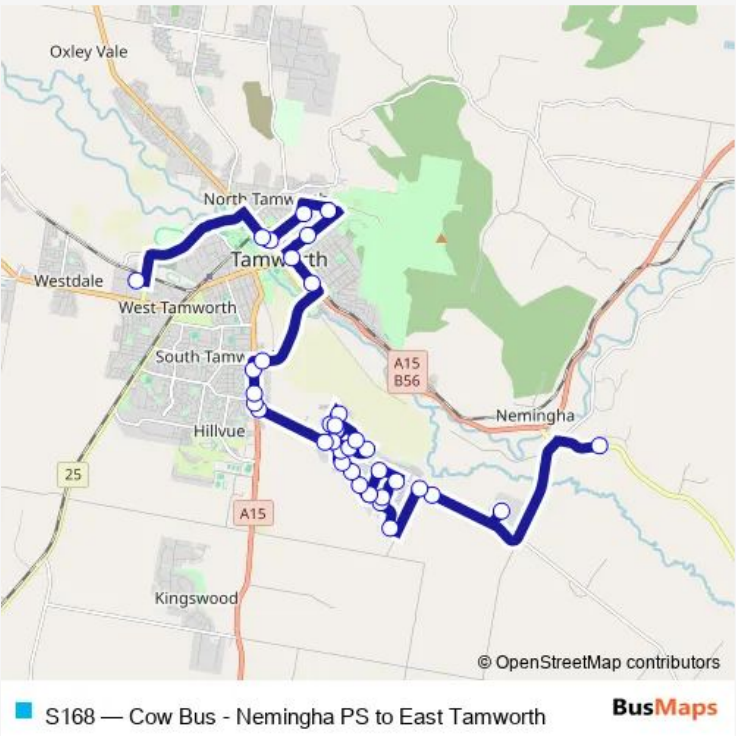 Oxley Vale
North Tamw
Tamworth
Westdale
West Tamworth
South Tamw
A15
B56
Nemingha
Hillvue
25
A15
Kingswood
© OpenStreetMap contributors
S168 — Cow Bus - Nemingha PS to East Tamworth
BusMaps